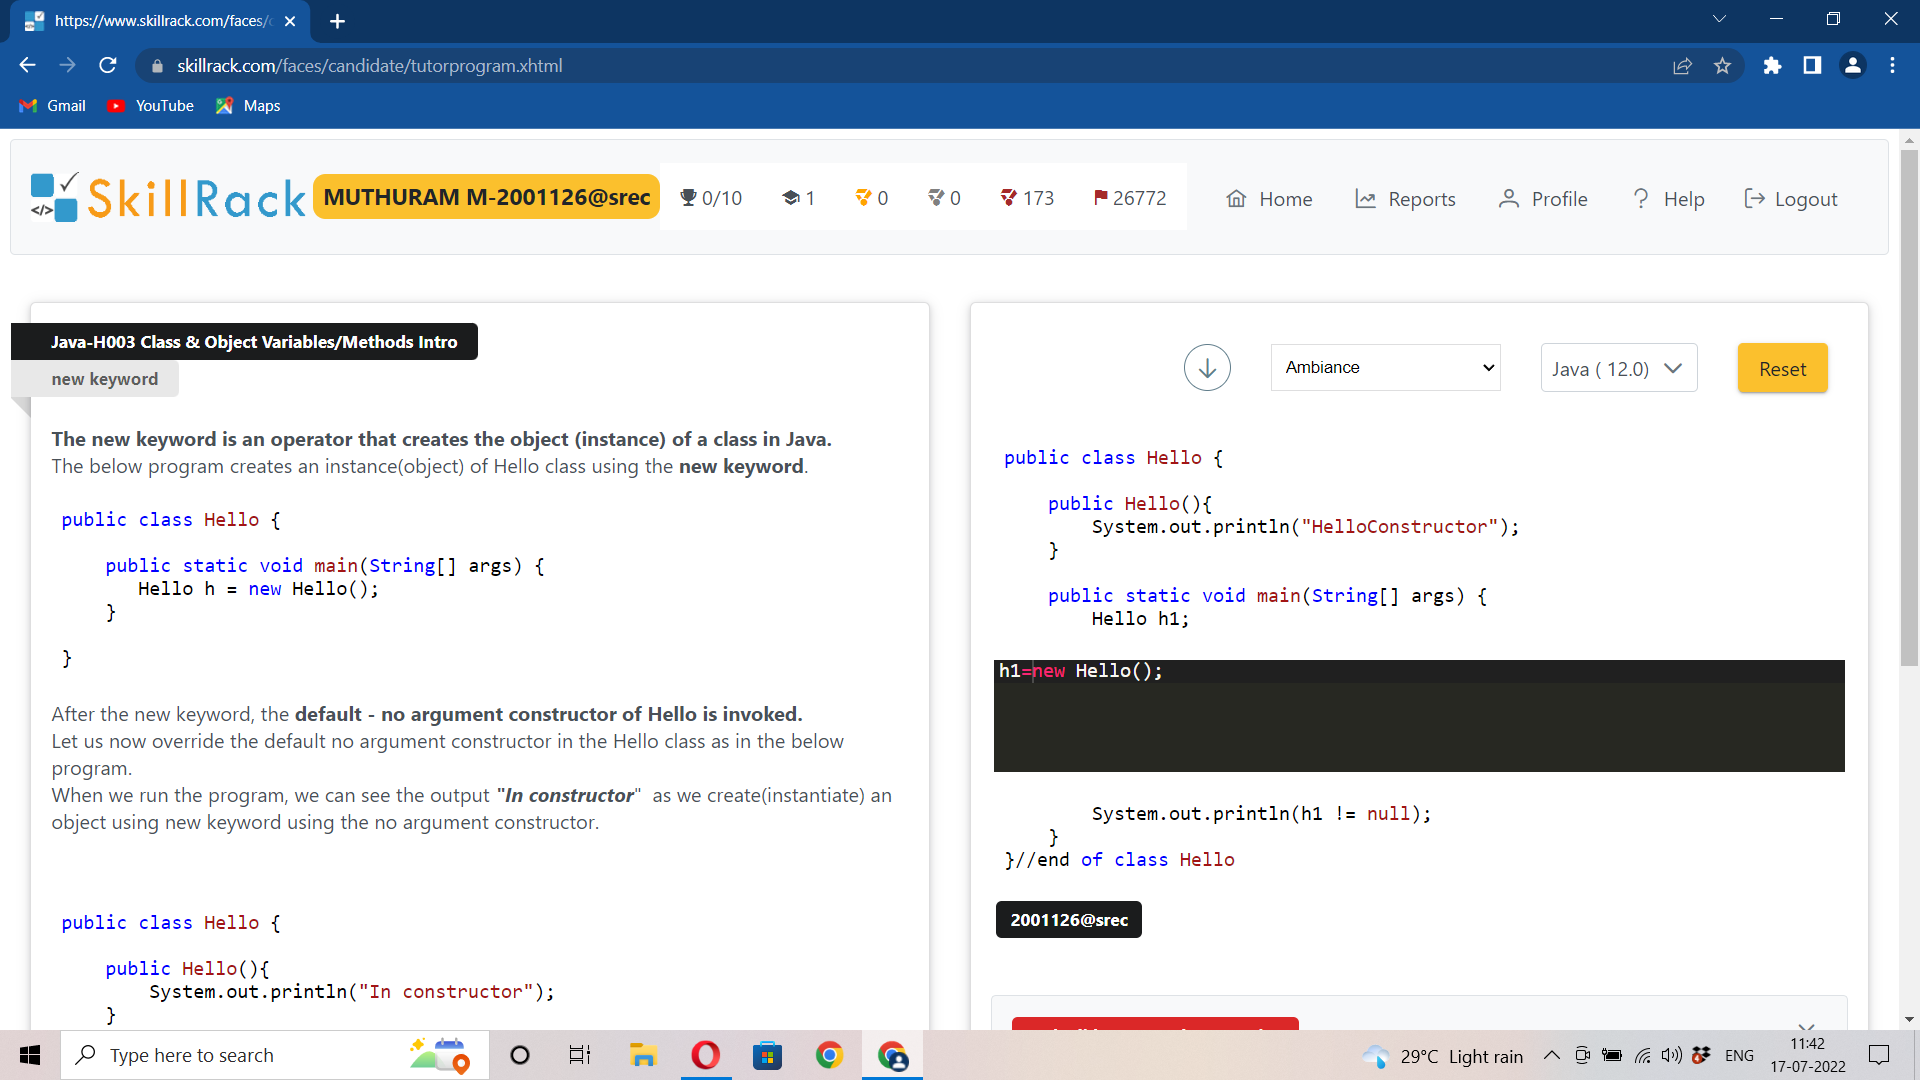 https://www.skillrack.com/faces/c
skillrack.com/faces/candidate/tutorprogram.xhtml
Gmail
YouTube
Maps
SkillRack
MUTHURAM M-2001126@srec
0/10
1
0
0
173
26772
Home
Reports
Profile
Help
Logout
Java-H003 Class & Object Variables/Methods Intro
new keyword
The new keyword is an operator that creates the object (instance) of a class in Java.
The below program creates an instance(object) of Hello class using the new keyword.
public class Hello {
public static void main(String[] args) {
Hello h = new Hello();
}
}
After the new keyword, the default - no argument constructor of Hello is invoked.
Let us now override the default no argument constructor in the Hello class as in the below
program.
When we run the program, we can see the output "In constructor" as we create(instantiate) an
object using new keyword using the no argument constructor.
public class Hello {
public Hello(){
System.out.println("In constructor");
}
Ambiance
Java ( 12.0)
Reset
public class Hello {
public Hello(){
System.out.println("HelloConstructor");
}
public static void main(String[] args) {
Hello h1;
h1=new Hello();
System.out.println(h1 != null);
}
}//end of class Hello
2001126@srec
Type here to search
29°C Light rain
ENG
11:42
17-07-2022